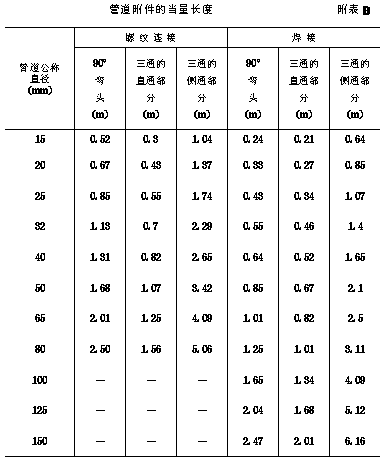 管道附件的当量长度 附表 B
管道公称直径(mm) 螺纹连接 焊接
90°弯头(m) 三通的直通部分(m) 三通的侧通部分(m) 90°弯头(m) 三通的直通部分(m) 三通的侧通部分(m)
15 0.52 0.3 1.04 0.24 0.21 0.64
20 0.67 0.43 1.37 0.33 0.27 0.85
25 0.85 0.55 1.74 0.43 0.34 1.07
32 1.13 0.7 2.29 0.55 0.46 1.4
40 1.31 0.82 2.65 0.64 0.52 1.65
50 1.68 1.07 3.42 0.85 0.67 2.1
65 2.01 1.25 4.09 1.01 0.82 2.5
80 2.50 1.56 5.06 1.25 1.01 3.11
100 — — — 1.65 1.34 4.09
125 — — — 2.04 1.68 5.12
150 — — — 2.47 2.01 6.16